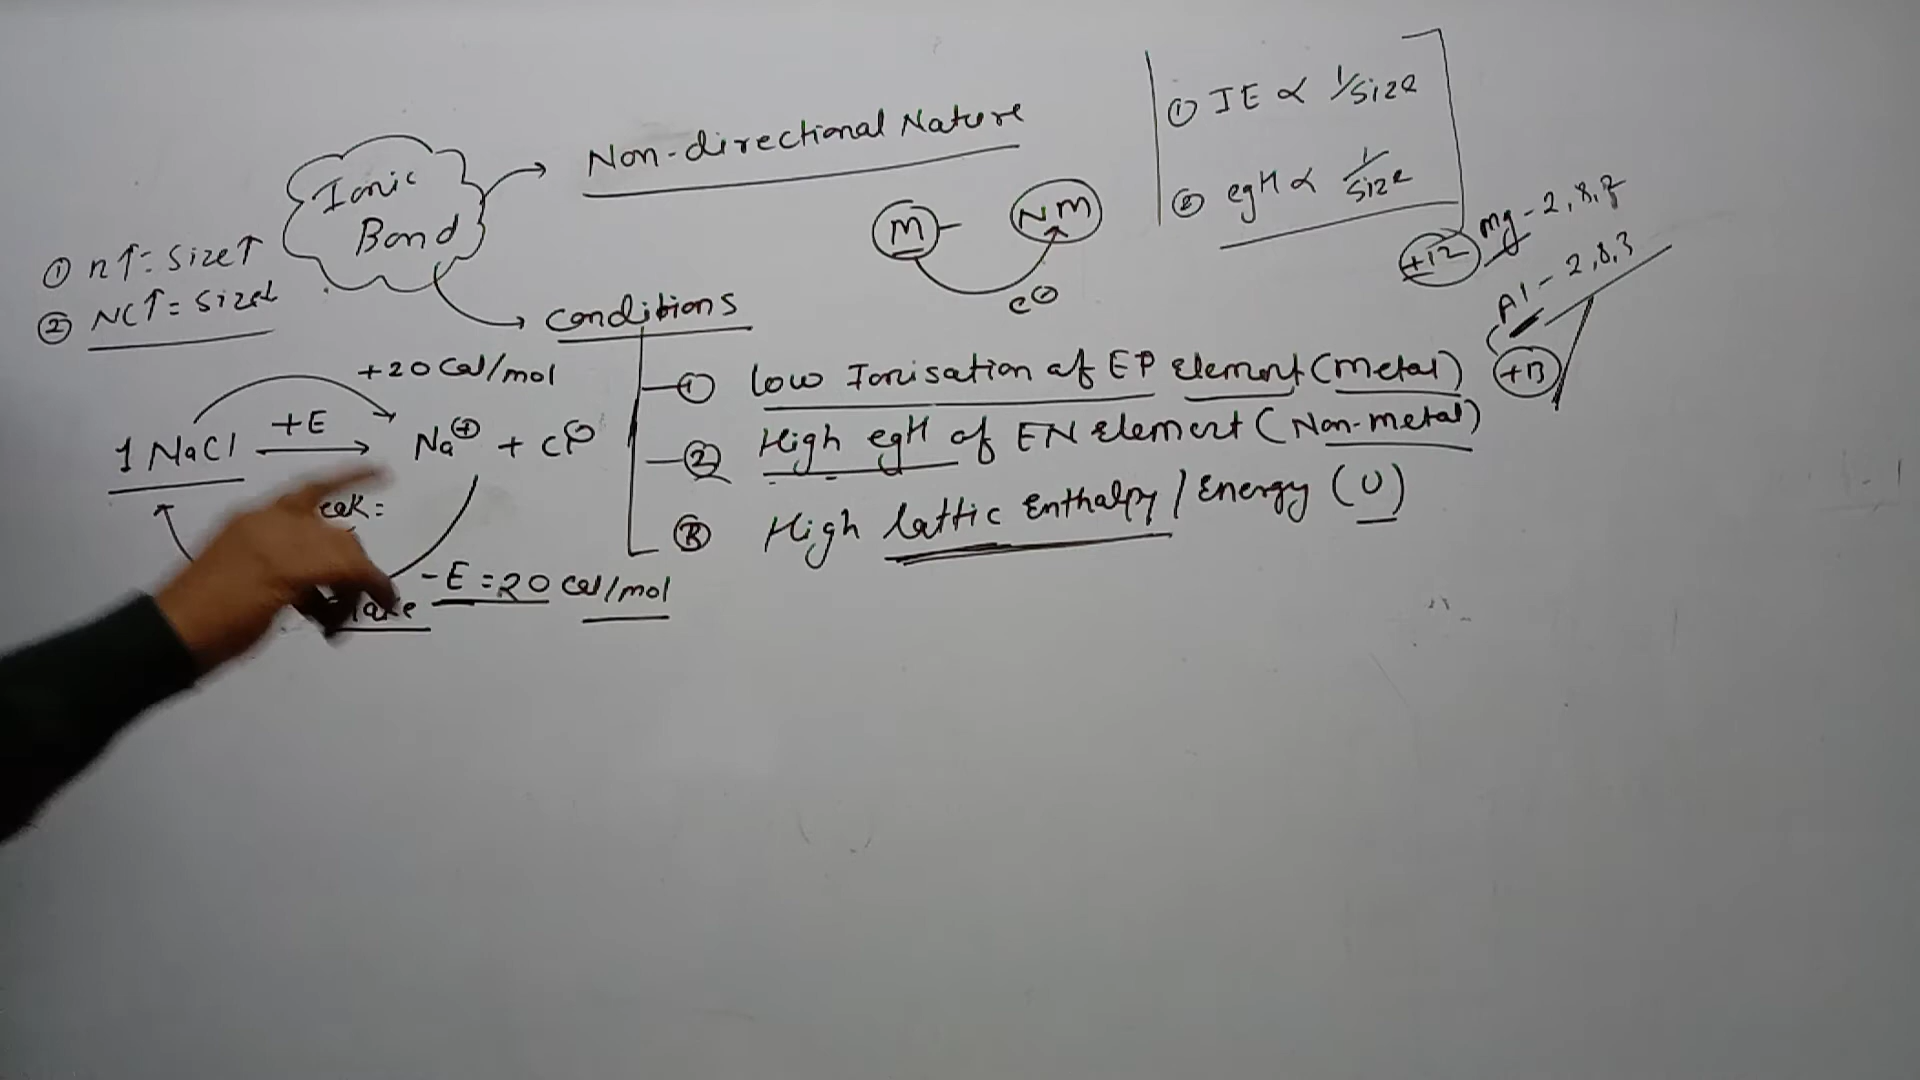 Ionic
Bond
Non-directional Nature
M - NM
e⊖
① IE ∝ 1/size
② egH ∝ 1/size
+12 Mg - 2,8,2
Al - 2,8,3
+13
① n↑ = size↑
② NC↑ = size↓
conditions
① low Ionisation of EP Element (Metal)
② High egH of EN element (Non-metal)
③ High lattic Enthalpy / Energy (U)
+20 Cal/mol
1 NaCl +E → Na⊕ + Cl⊖
eak =
-E = 20 Cal/mol